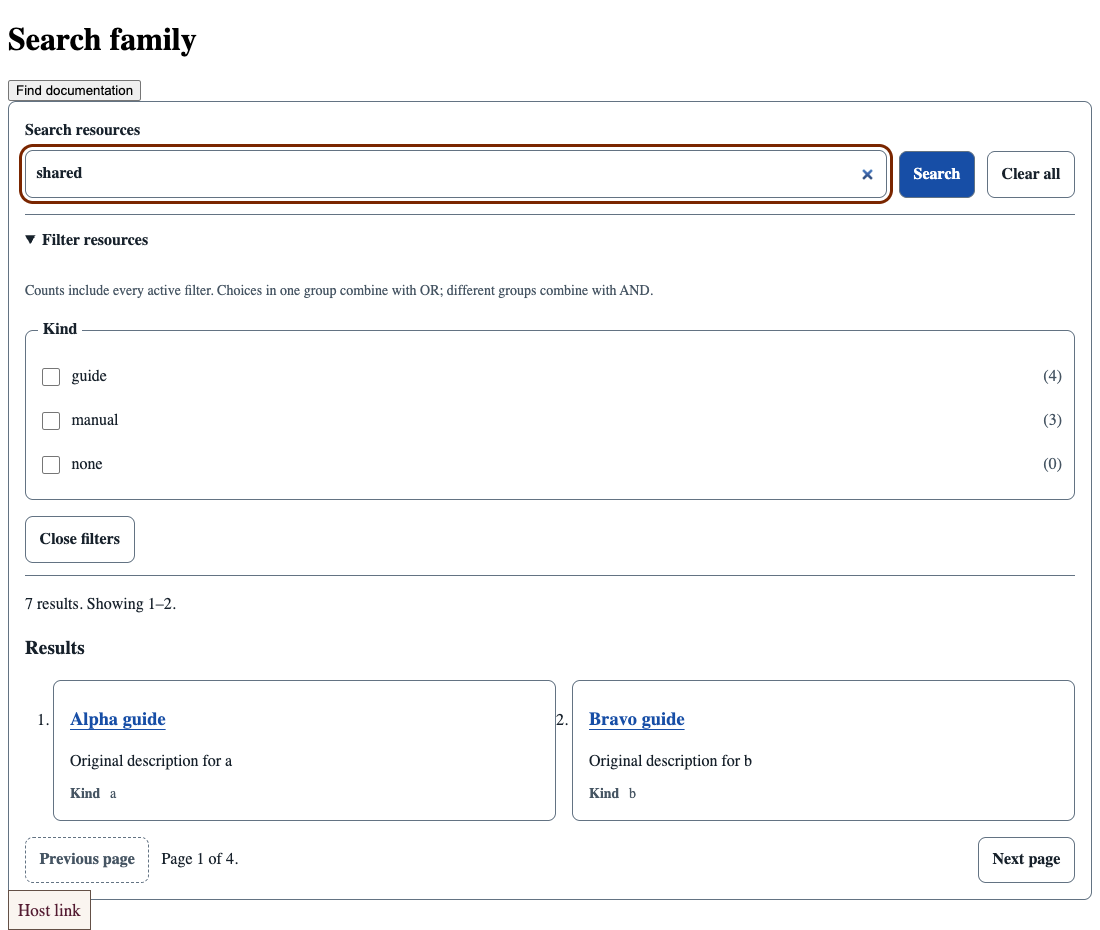 Search family
Find documentation
Search resources
shared
Search
Clear all
Filter resources
Counts include every active filter. Choices in one group combine with OR; different groups combine with AND.
Kind
guide (4)
manual (3)
none (0)
Close filters
7 results. Showing 1–2.
Results
1. Alpha guide
Original description for a
Kind a
2. Bravo guide
Original description for b
Kind b
Previous page
Page 1 of 4.
Next page
Host link